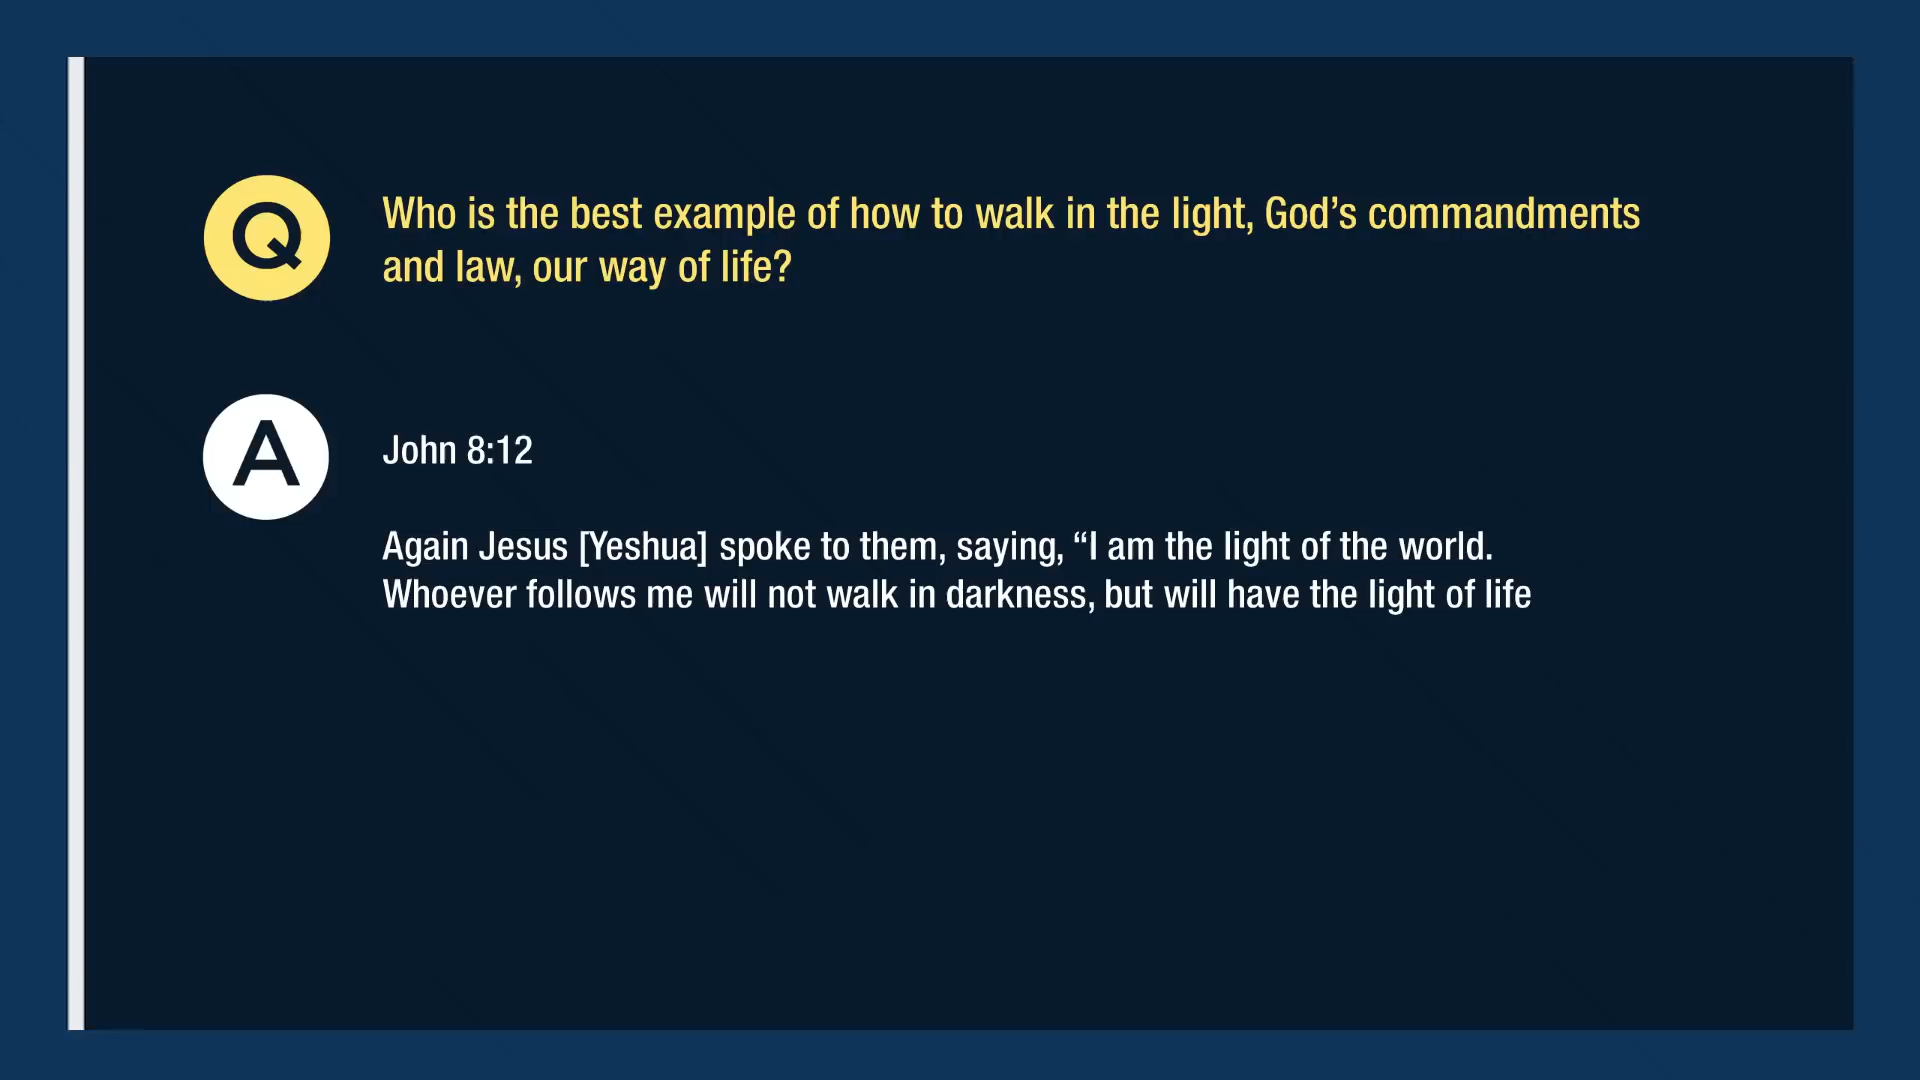 Q
Who is the best example of how to walk in the light, God’s commandments
and law, our way of life?
A
John 8:12
Again Jesus [Yeshua] spoke to them, saying, “I am the light of the world.
Whoever follows me will not walk in darkness, but will have the light of life